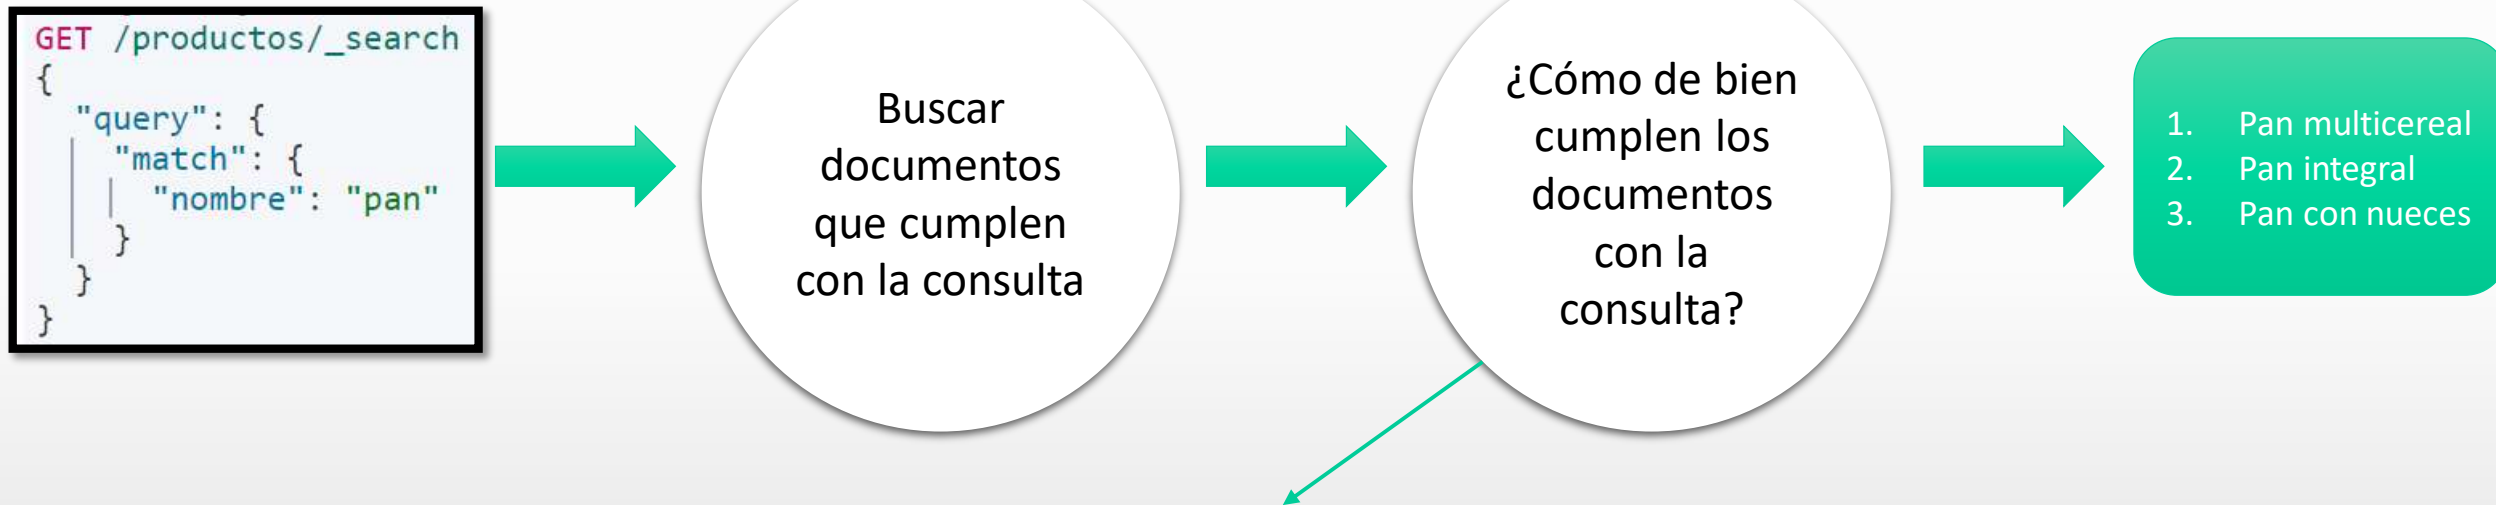 GET /productos/_search
{
"query": {
"match": {
"nombre": "pan"
}
}
}
Buscar
documentos
que cumplen
con la consulta
¿Cómo de bien
cumplen los
documentos
con la
consulta?
1. Pan multicereal
2. Pan integral
3. Pan con nueces